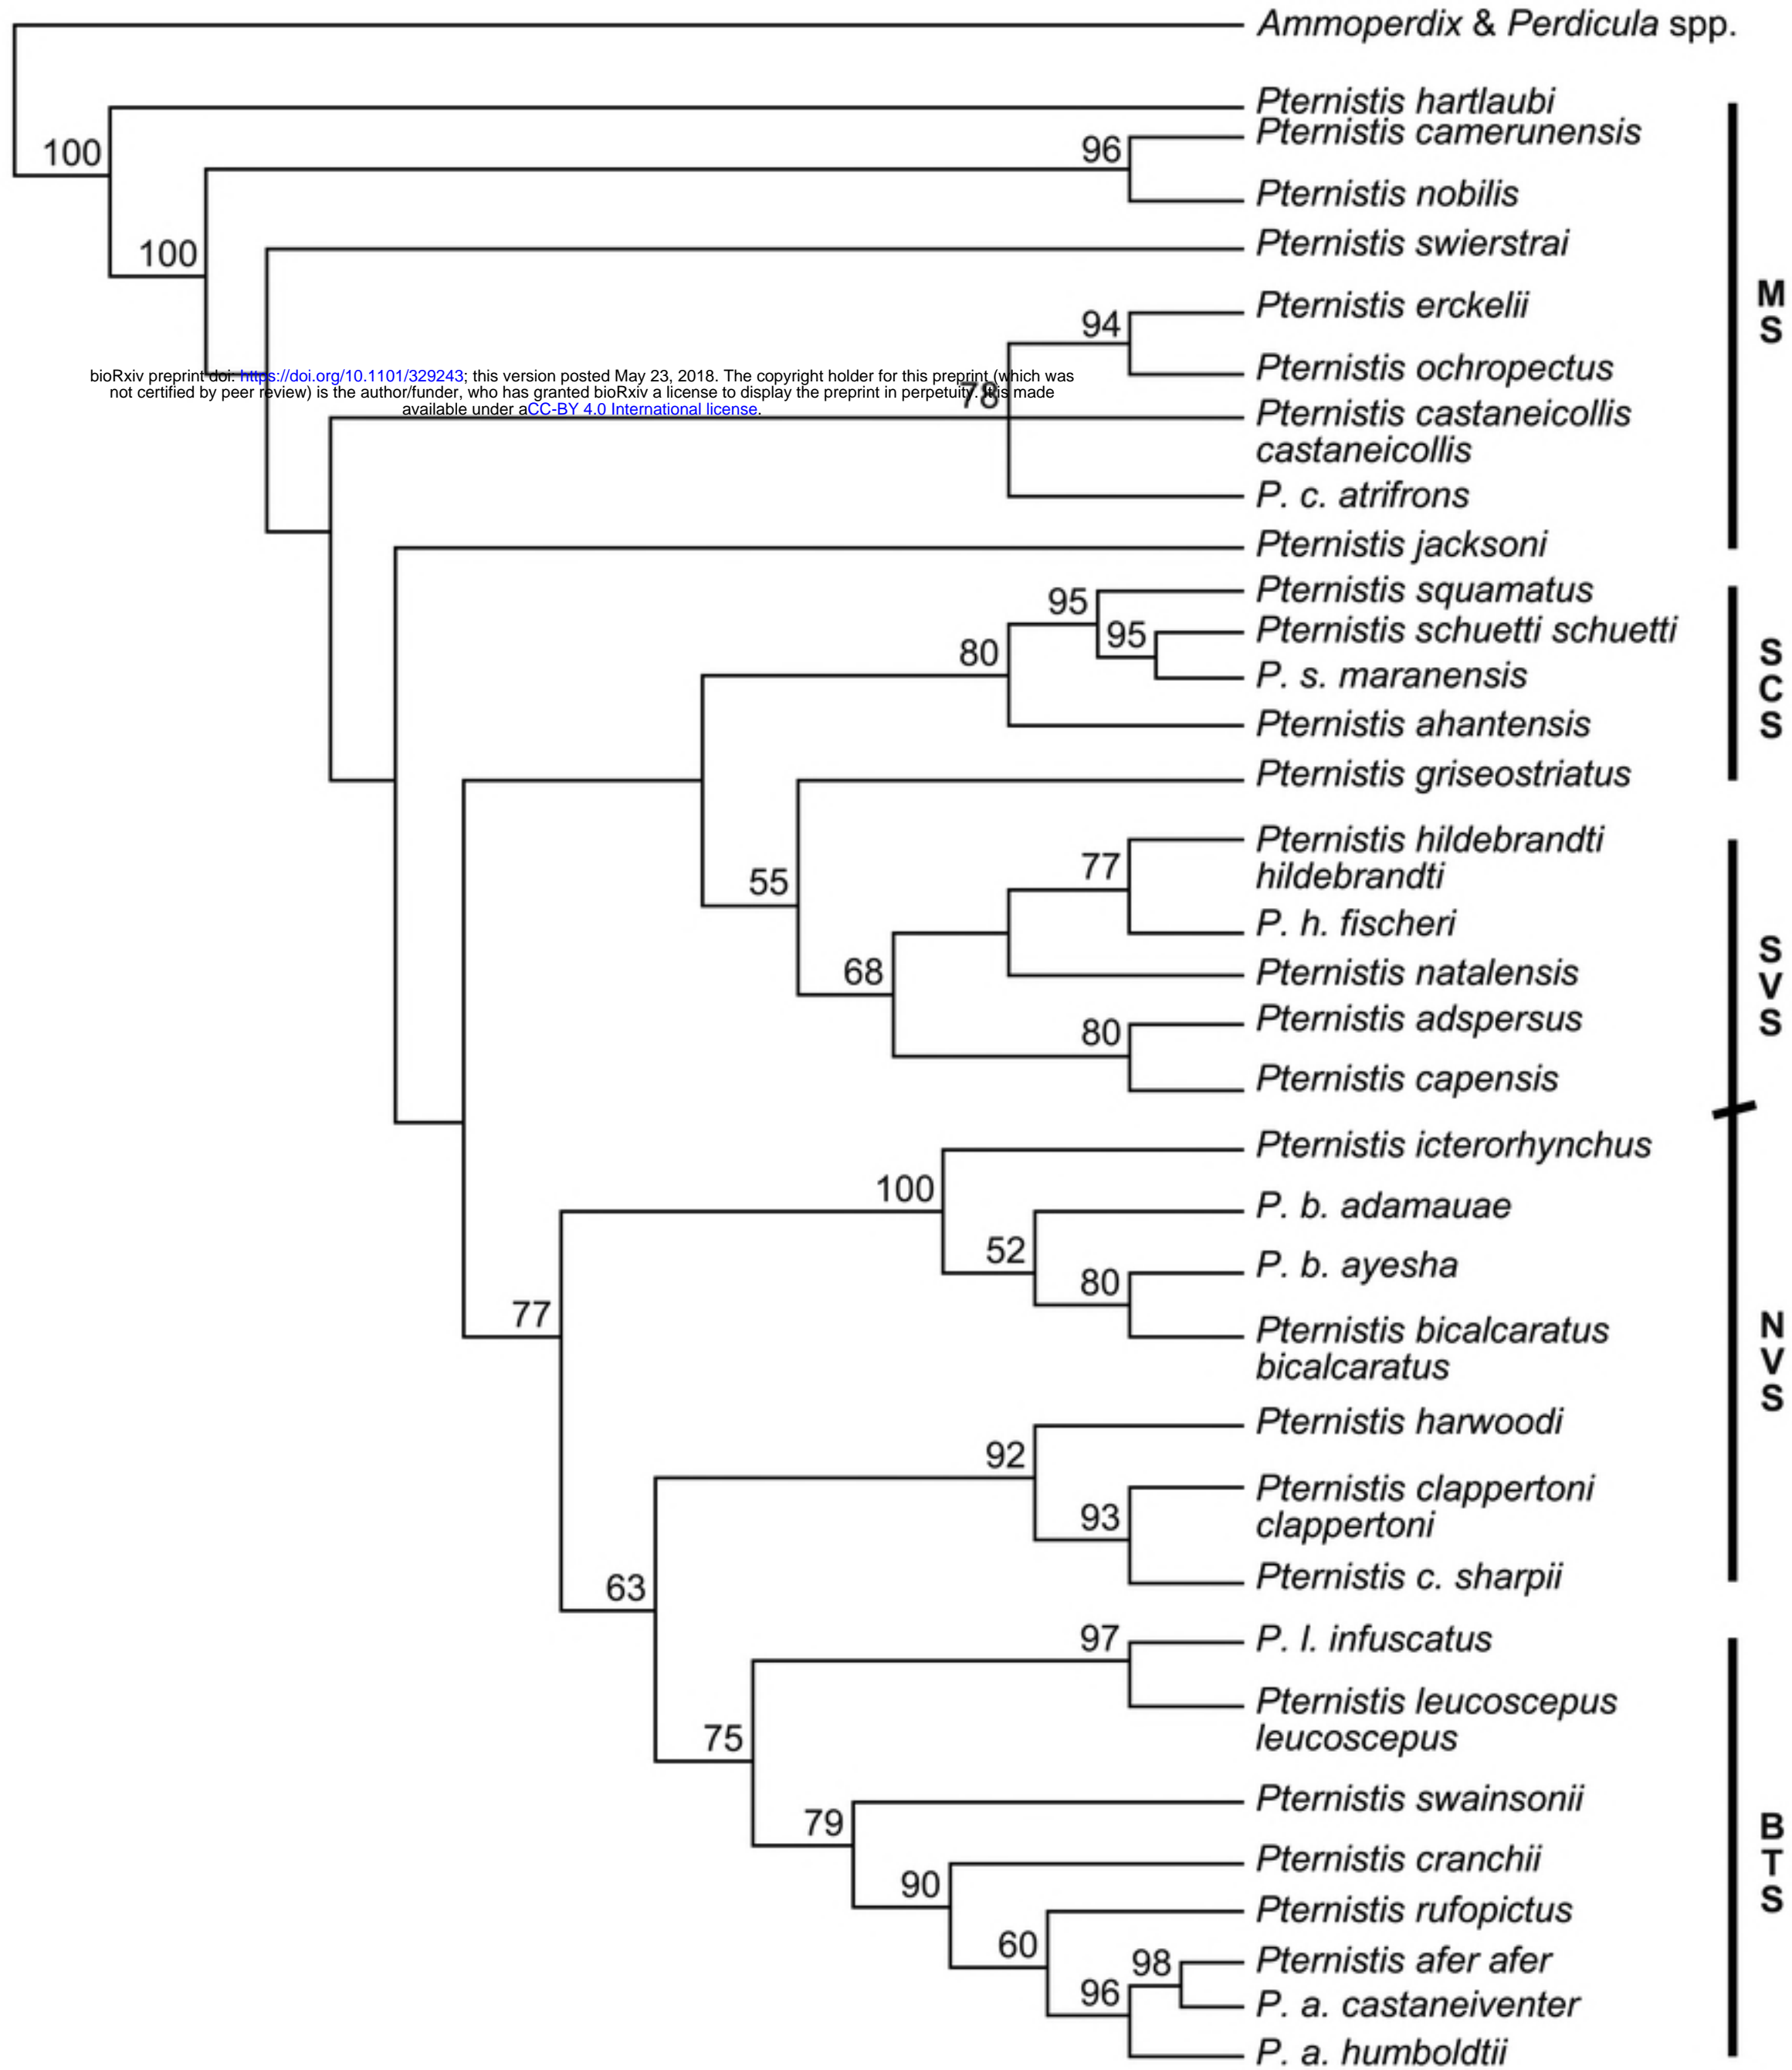 Ammoperdix & Perdicula spp.
Pternistis hartlaubi
100
Pternistis camerunensis
96
Pternistis nobilis
Pternistis swierstrai
100
Pternistis erckelii
94
M
S
Pternistis ochropectus
bioRxiv preprint doi: https://doi.org/10.1101/329243; this version posted May 23, 2018. The copyright holder for this preprint (which was
not certified by peer review) is the author/funder, who has granted bioRxiv a license to display the preprint in perpetuity. It is made
available under aCC-BY 4.0 International license.
78
Pternistis castaneicollis
castaneicollis
P. c. atrifrons
Pternistis jacksoni
Pternistis squamatus
95
Pternistis schuetti schuetti
95
80
P. s. maranensis
S
C
S
Pternistis ahantensis
Pternistis griseostriatus
Pternistis hildebrandti
hildebrandti
77
55
P. h. fischeri
Pternistis natalensis
68
S
V
S
Pternistis adspersus
80
Pternistis capensis
Pternistis icterorhynchus
100
P. b. adamauae
52
P. b. ayesha
80
77
Pternistis bicalcaratus
bicalcaratus
N
V
S
Pternistis harwoodi
92
Pternistis clappertoni
clappertoni
93
Pternistis c. sharpii
63
P. l. infuscatus
97
Pternistis leucoscepus
leucoscepus
75
Pternistis swainsonii
79
Pternistis cranchii
90
B
T
S
Pternistis rufopictus
60
Pternistis afer afer
98
P. a. castaneiventer
96
P. a. humboldtii